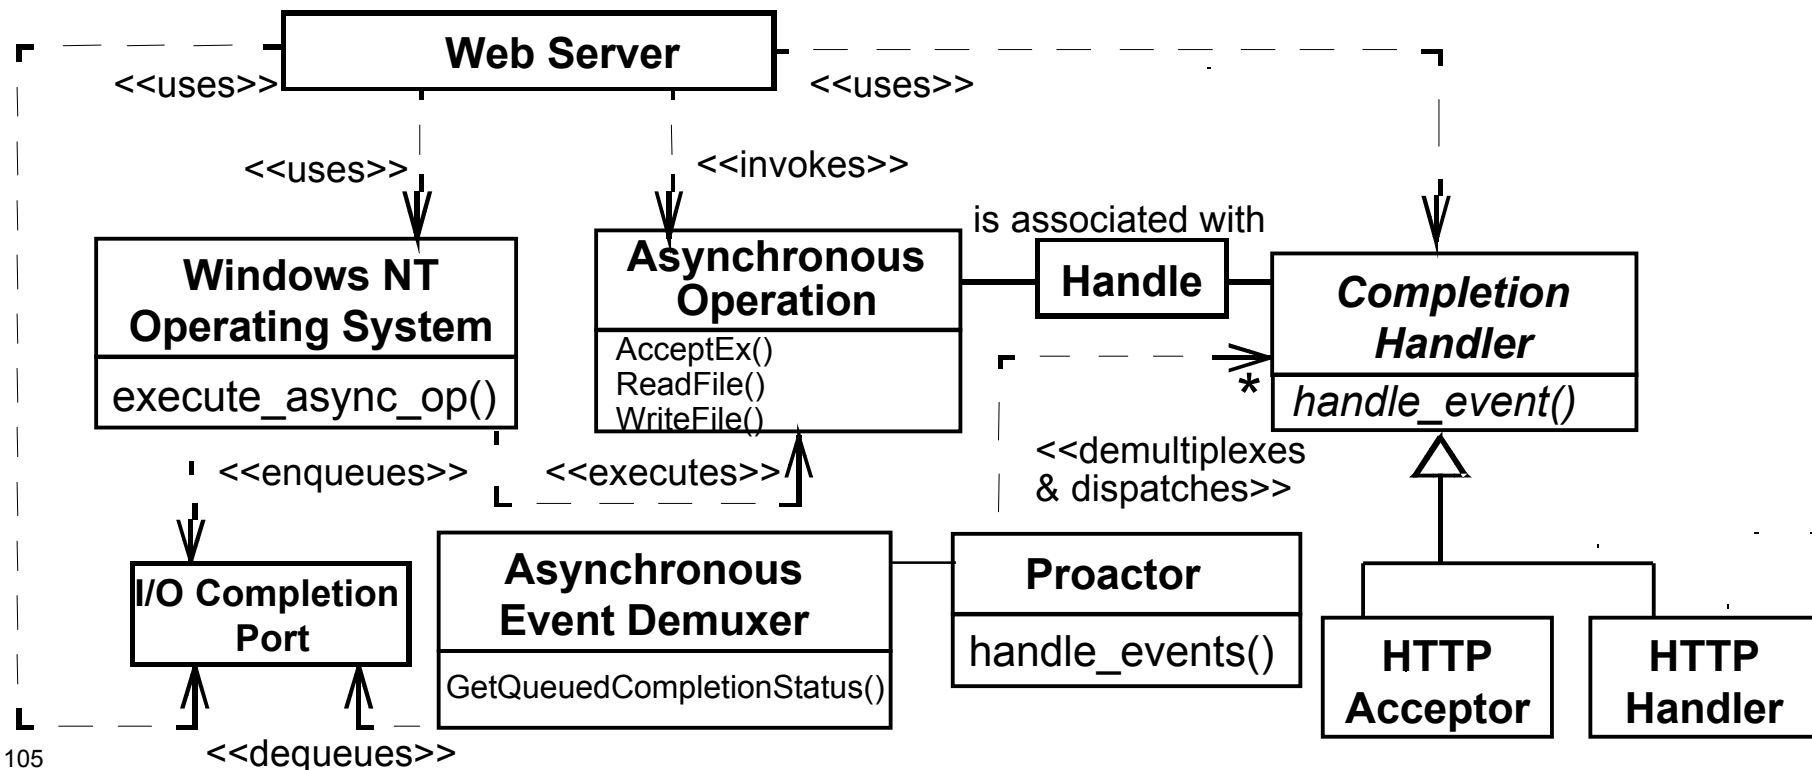 Web Server
<<uses>>
<<uses>>
<<uses>>
<<invokes>>
is associated with
Windows NT
Operating System
execute_async_op()
Asynchronous
Operation
AcceptEx()
ReadFile()
WriteFile()
Handle
Completion
Handler
handle_event()
*
<<enqueues>>
<<executes>>
<<demultiplexes
& dispatches>>
I/O Completion
Port
Asynchronous
Event Demuxer
GetQueuedCompletionStatus()
Proactor
handle_events()
HTTP
Acceptor
HTTP
Handler
<<dequeues>>
105